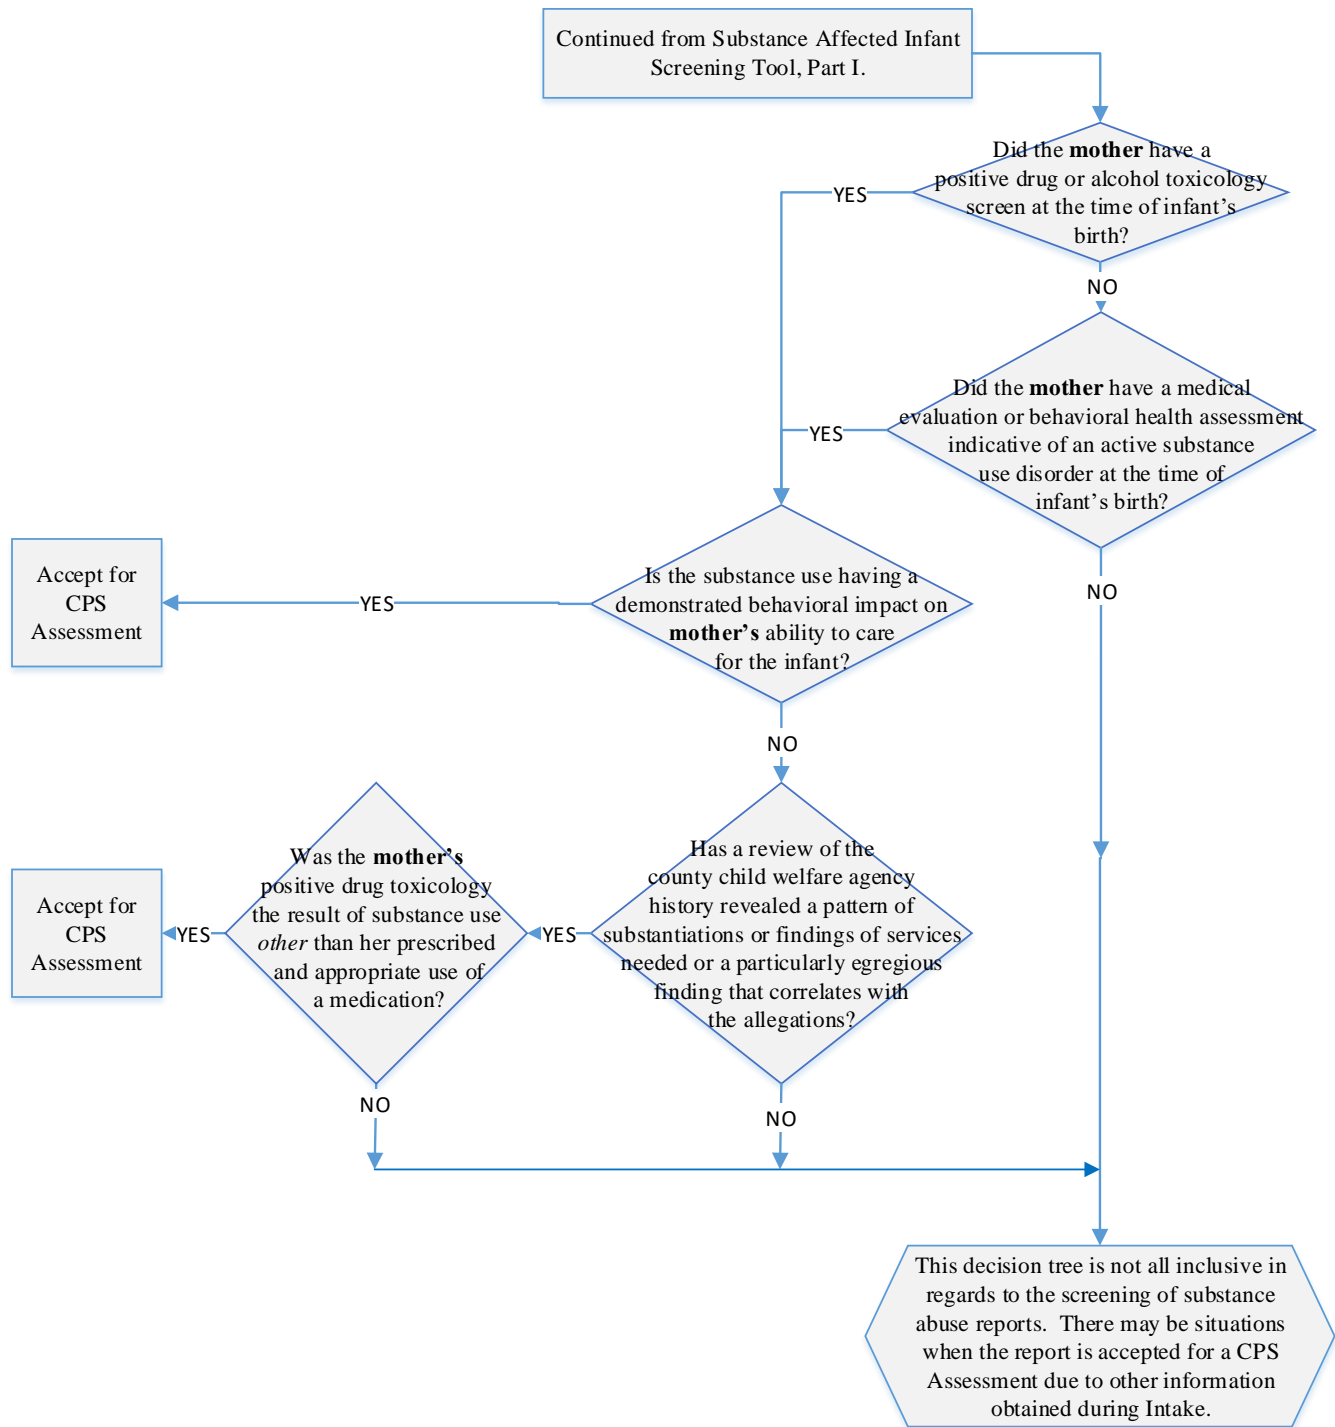 Continued from Substance Affected Infant
Screening Tool, Part I.
Did the mother have a
positive drug or alcohol toxicology
screen at the time of infant’s
birth?
YES
NO
Did the mother have a medical
evaluation or behavioral health assessment
indicative of an active substance
use disorder at the time of
infant’s birth?
YES
NO
Is the substance use having a
demonstrated behavioral impact on
mother’s ability to care
for the infant?
YES
Accept for
CPS
Assessment
NO
Has a review of the
county child welfare agency
history revealed a pattern of
substantiations or findings of services
needed or a particularly egregious
finding that correlates with
the allegations?
YES
Was the mother’s
positive drug toxicology
the result of substance use
other than her prescribed
and appropriate use of
a medication?
YES
Accept for
CPS
Assessment
NO
NO
This decision tree is not all inclusive in
regards to the screening of substance
abuse reports.  There may be situations
when the report is accepted for a CPS
Assessment due to other information
obtained during Intake.